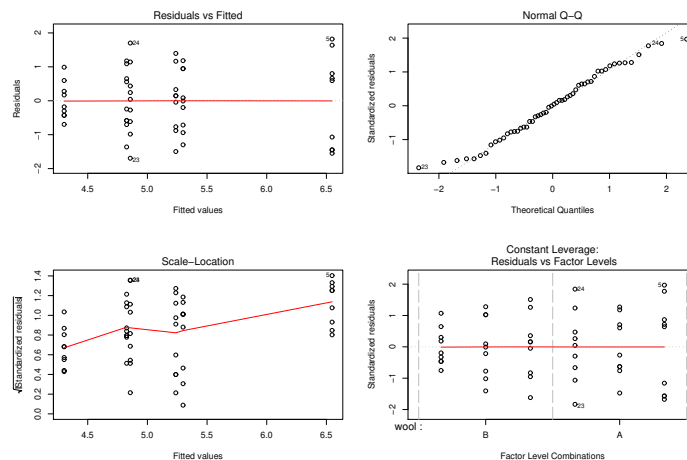 Residuals vs Fitted
Residuals
2
1
0
−1
−2
24
5
23
4.5 5.0 5.5 6.0 6.5
Fitted values
Normal Q−Q
Standardized residuals
2
1
0
−1
23
24
5
−2 −1 0 1 2
Theoretical Quantiles
Scale−Location
√|Standardized residuals|
1.4
1.2
1.0
0.8
0.6
0.4
0.2
0.0
5
4.5 5.0 5.5 6.0 6.5
Fitted values
Constant Leverage:
Residuals vs Factor Levels
Standardized residuals
2
1
0
−1
−2
24
5
23
wool :
B A
Factor Level Combinations